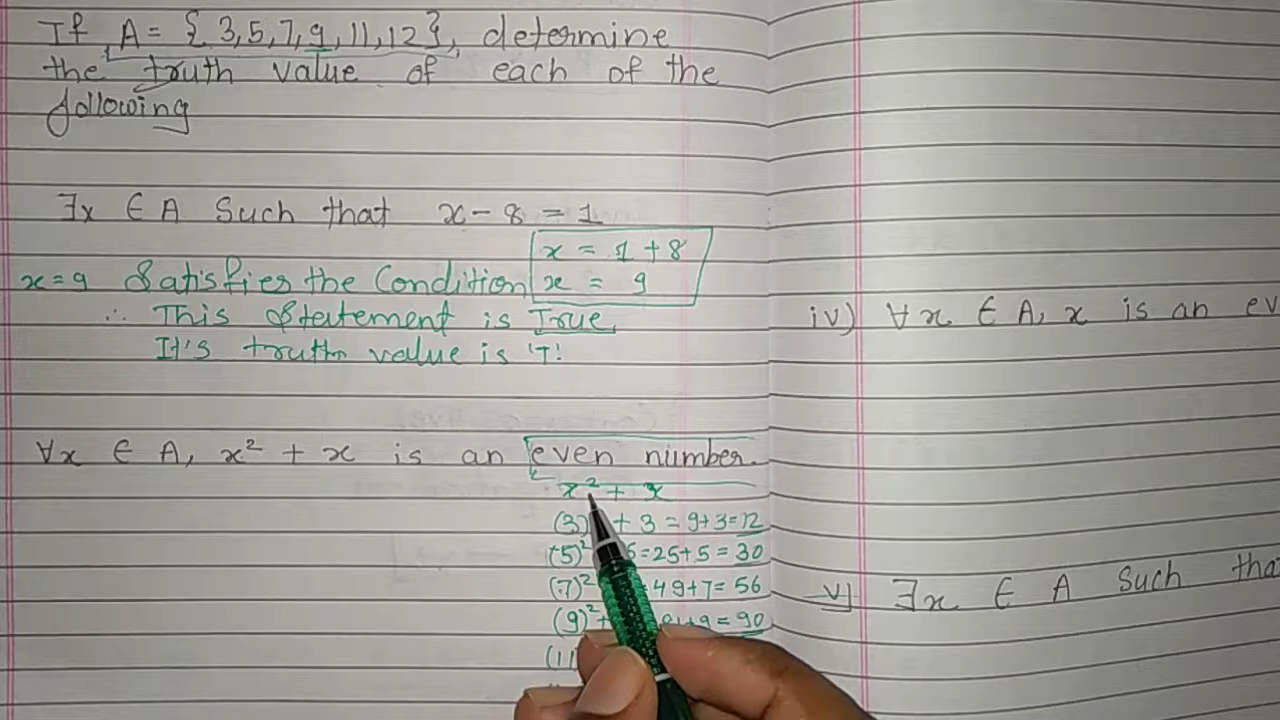 If A = { 3, 5, 7, 9, 11, 12 }, determine
the truth value of each of the
following
∃x ∈ A Such that x - 8 = 1
x = 1 + 8
x = 9 Satisfies the Condition x = 9
∴ This Statement is True
It's truth value is 'T'.
∀x ∈ A, x² + x is an even number.
x² + x
(3) + 3 = 9+3=12
(5)² 5=25+5=30
(7)² 49+7=56
(9)²+ 9=90
(11
iv) ∀x ∈ A, x is an ev
v) ∃x ∈ A Such tha